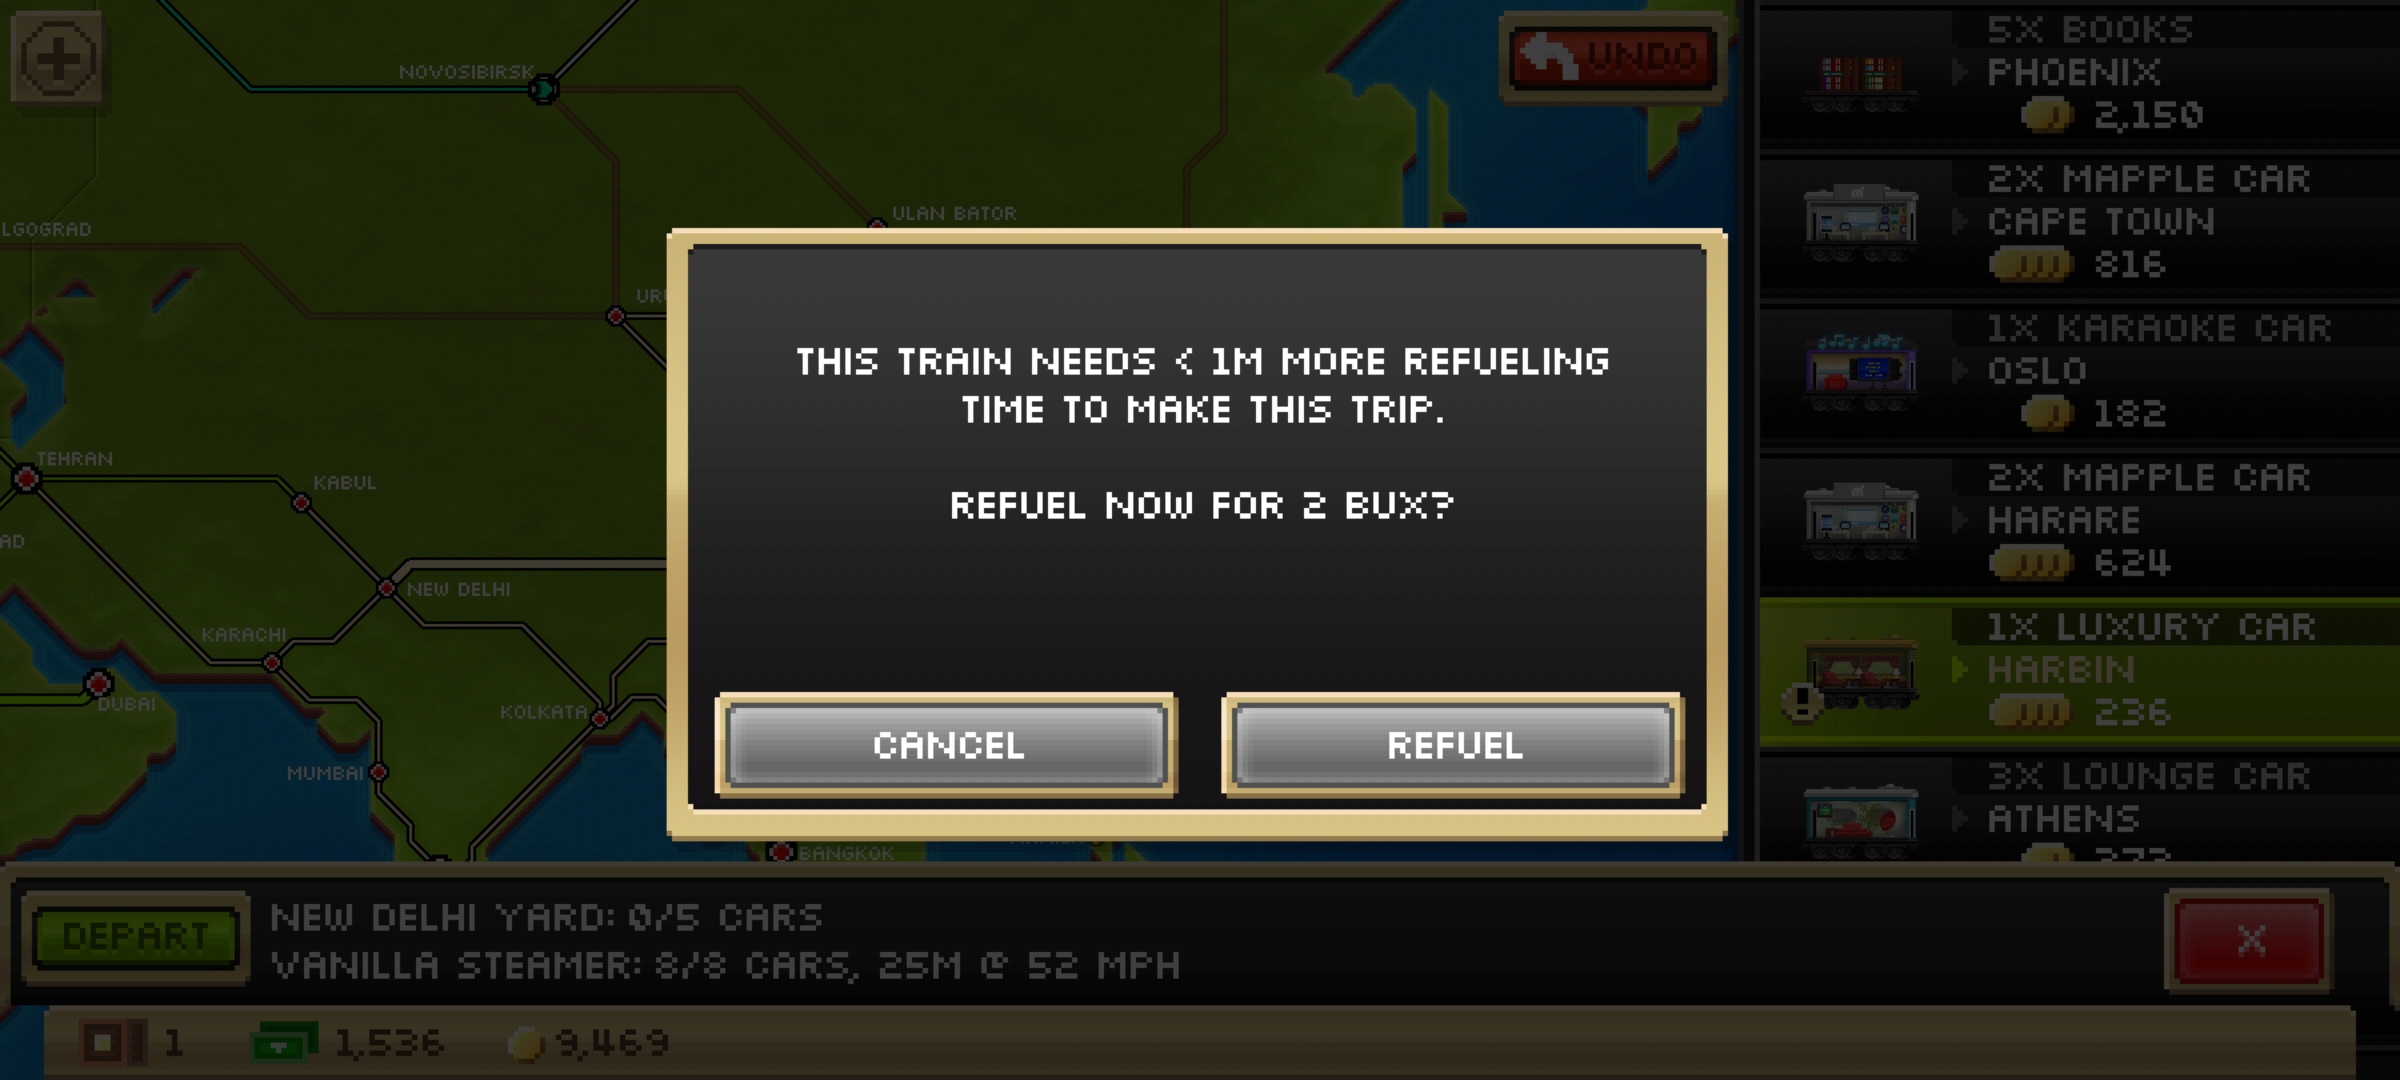 NOVOSIBIRSK
ULAN BATOR
LGOGRAD
TEHRAN
KABUL
AD
NEW DELHI
KARACHI
DUBAI
KOLKATA
MUMBAI
BANGKOK
UNDO
THIS TRAIN NEEDS < 1M MORE REFUELING
TIME TO MAKE THIS TRIP.
REFUEL NOW FOR 2 BUX?
CANCEL
REFUEL
5X BOOKS
PHOENIX
2,150
2X MAPPLE CAR
CAPE TOWN
816
1X KARAOKE CAR
OSLO
182
2X MAPPLE CAR
HARARE
624
1X LUXURY CAR
HARBIN
236
3X LOUNGE CAR
ATHENS
DEPART
NEW DELHI YARD: 0/5 CARS
VANILLA STEAMER: 8/8 CARS, 25M @ 52 MPH
X
1
1,536
9,469